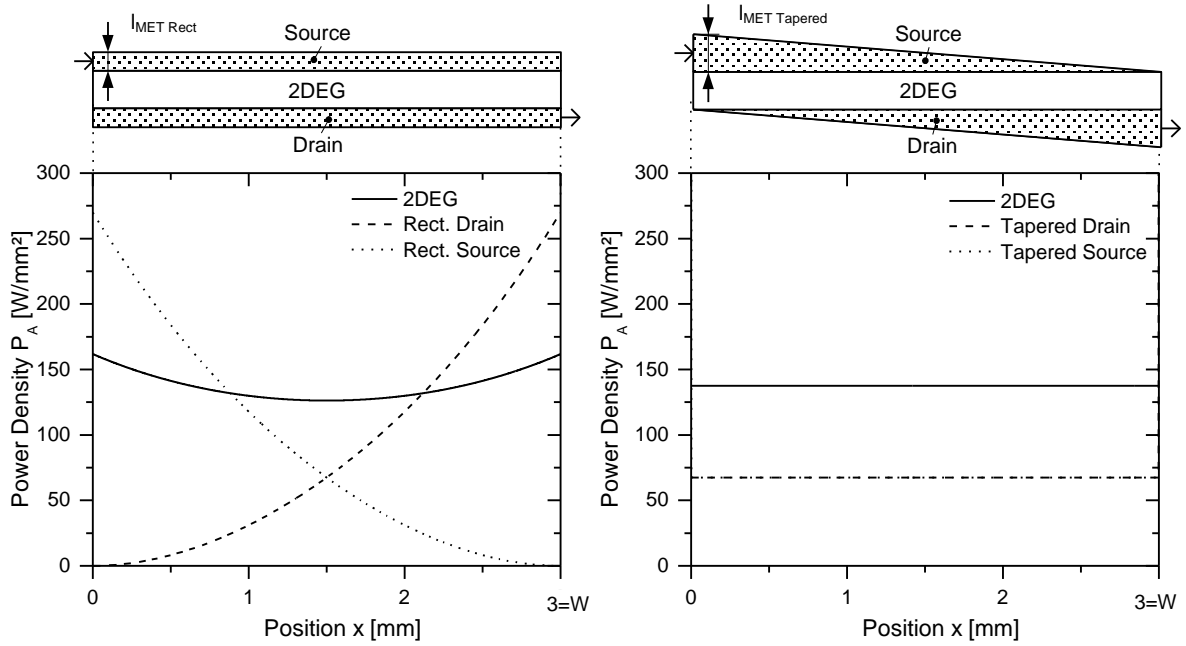 l MET Rect
Source
2DEG
Drain
300
250
200
150
100
50
0
Power Density P_A [W/mm²]
2DEG
Rect. Drain
Rect. Source
0
1
2
3=W
Position x [mm]
l MET Tapered
Source
2DEG
Drain
300
250
200
150
100
50
0
Power Density P_A [W/mm²]
2DEG
Tapered Drain
Tapered Source
0
1
2
3=W
Position x [mm]